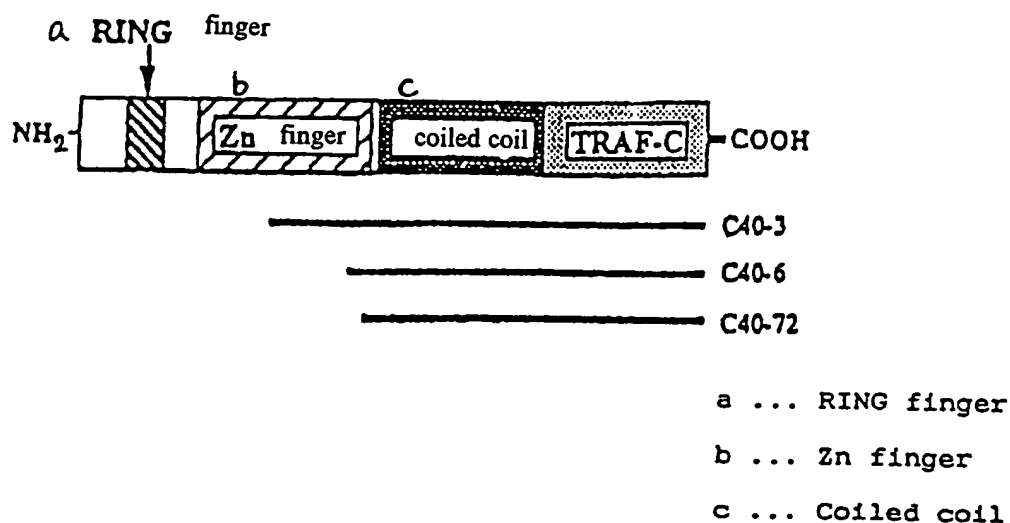 a RING finger
b c
NH2 Zn finger coiled coil TRAF-C COOH
C40-3
C40-6
C40-72
a ... RING finger
b ... Zn finger
c ... Coiled coil